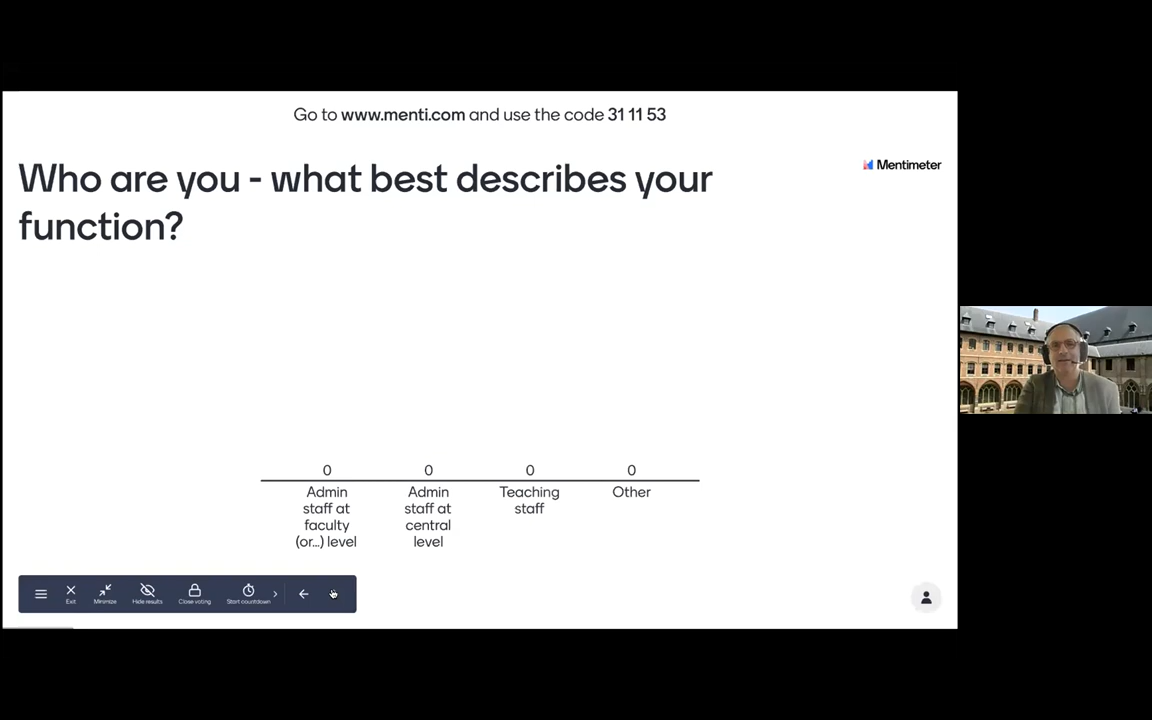 Go to www.menti.com and use the code 31 11 53
Mentimeter
Who are you - what best describes your
function?
0 0 0 0
Admin Admin Teaching Other
staff at staff at staff
faculty central
(or...) level level
Exit Minimize Hide results Close voting Start countdown